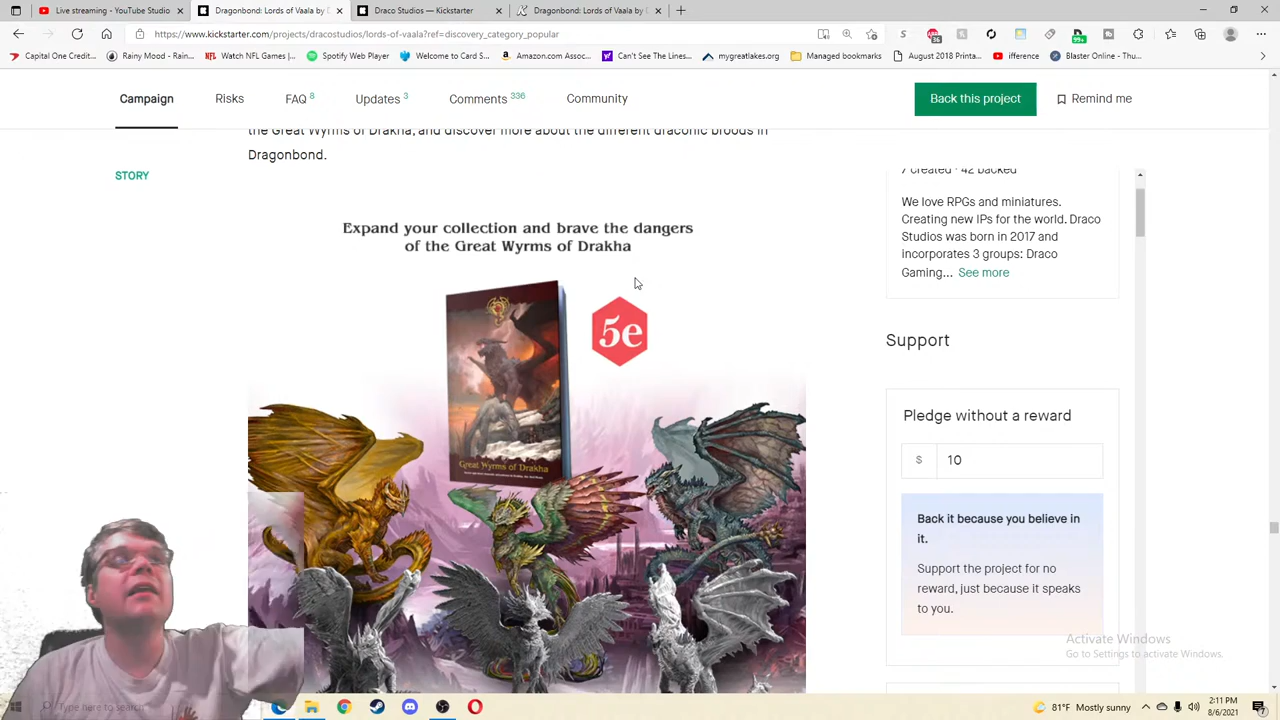 Live streaming - YouTube Studio
Dragonbond: Lords of Vaala by D
Draco Studios — Kickstarter
Dragonbond: Lords of Vaala by D
https://www.kickstarter.com/projects/dracostudios/lords-of-vaala?ref=discovery_category_popular
Capital One Credit...
Rainy Mood - Rain...
Watch NFL Network...
Spotify Web Player
Welcome to Card S...
Amazon.com Assoc...
Can't See The Lines...
mygreatlakes.org
Managed bookmarks
August 2018 Printa...
ifference
Blaster Online - Thu...
Campaign
Risks
FAQ 8
Updates 3
Comments 336
Community
Back this project
Remind me
the Great Wyrms of Drakha, and discover more about the different draconic broods in
Dragonbond.
STORY
Expand your collection and brave the dangers
of the Great Wyrms of Drakha
5e
Great Wyrms of Drakha
7 created · 42 backed
We love RPGs and miniatures.
Creating new IPs for the world. Draco
Studios was born in 2017 and
incorporates 3 groups: Draco
Gaming... See more
Support
Pledge without a reward
$ 10
Back it because you believe in
it.
Support the project for no
reward, just because it speaks
to you.
Activate Windows
Go to Settings to activate Windows.
Type here to search
81°F Mostly sunny
2:11 PM
8/6/2021